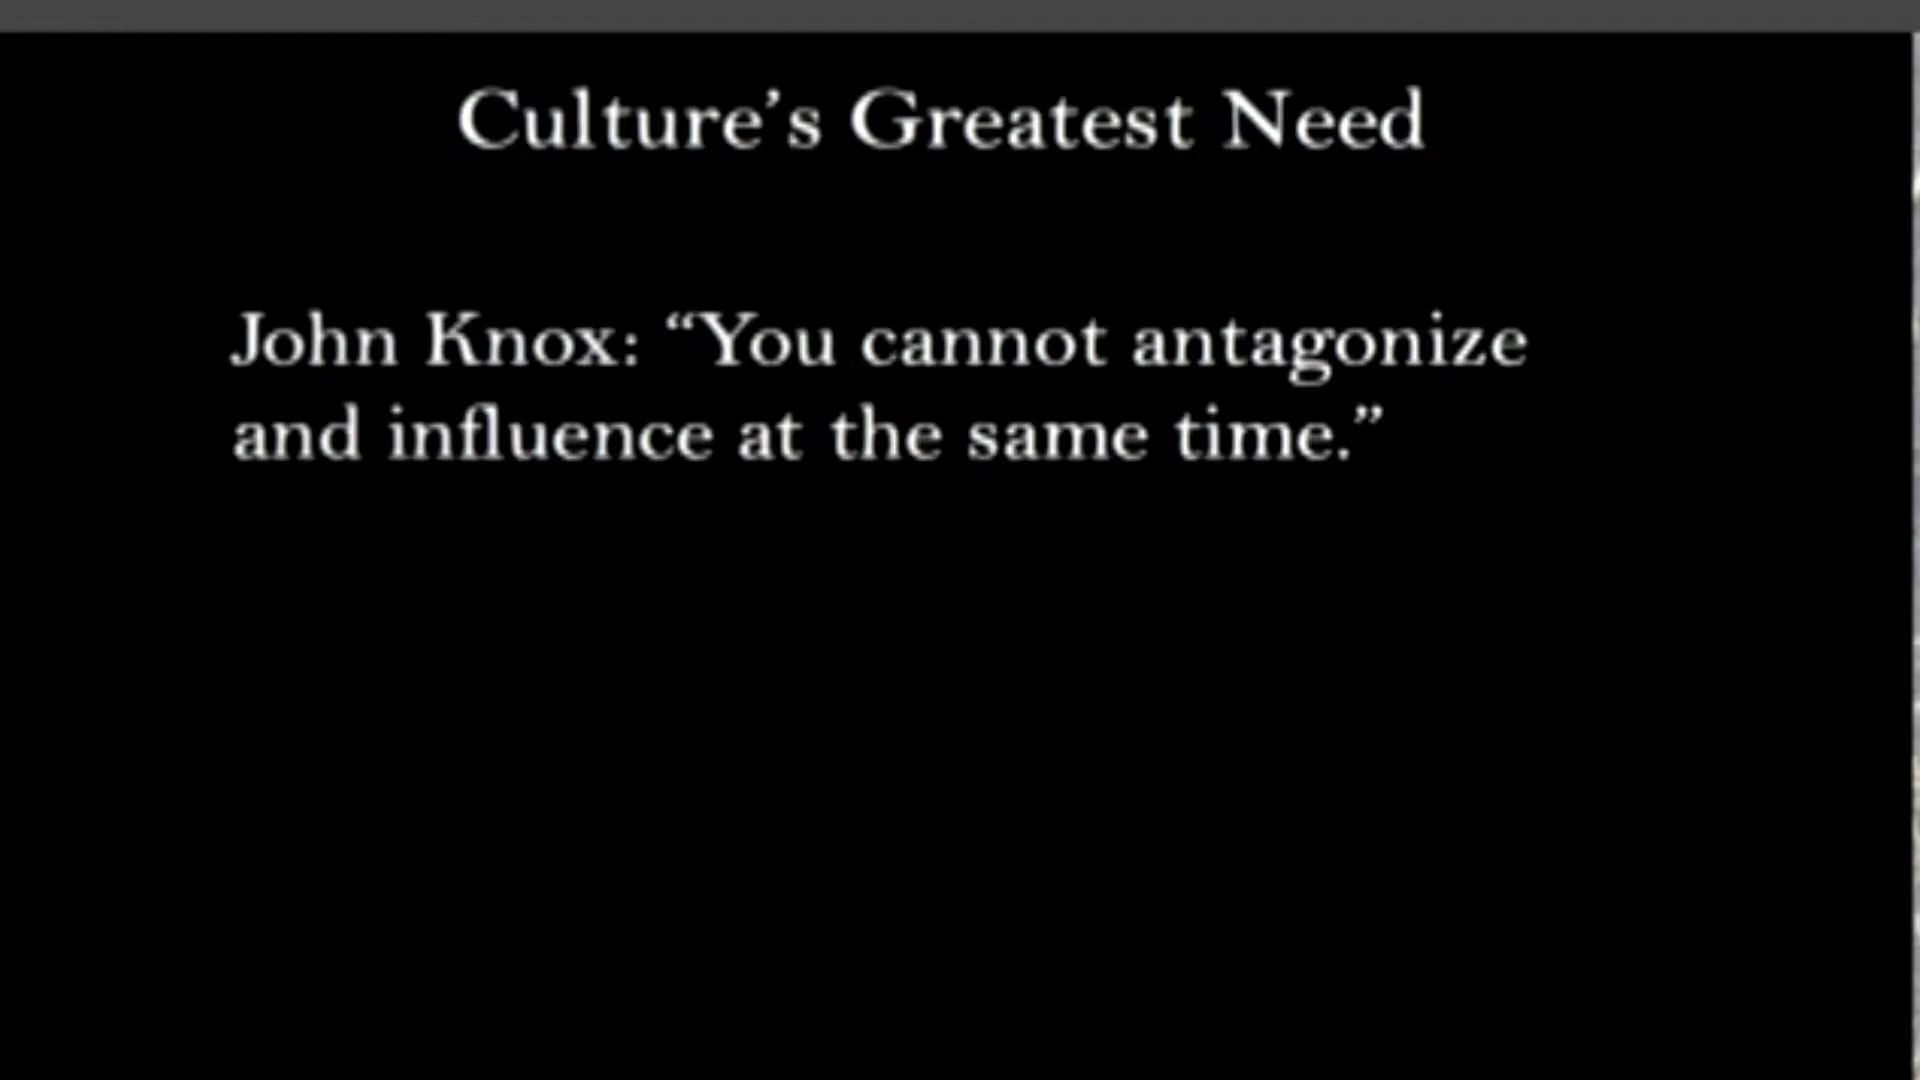 Culture’s Greatest Need
John Knox: “You cannot antagonize
and influence at the same time.”